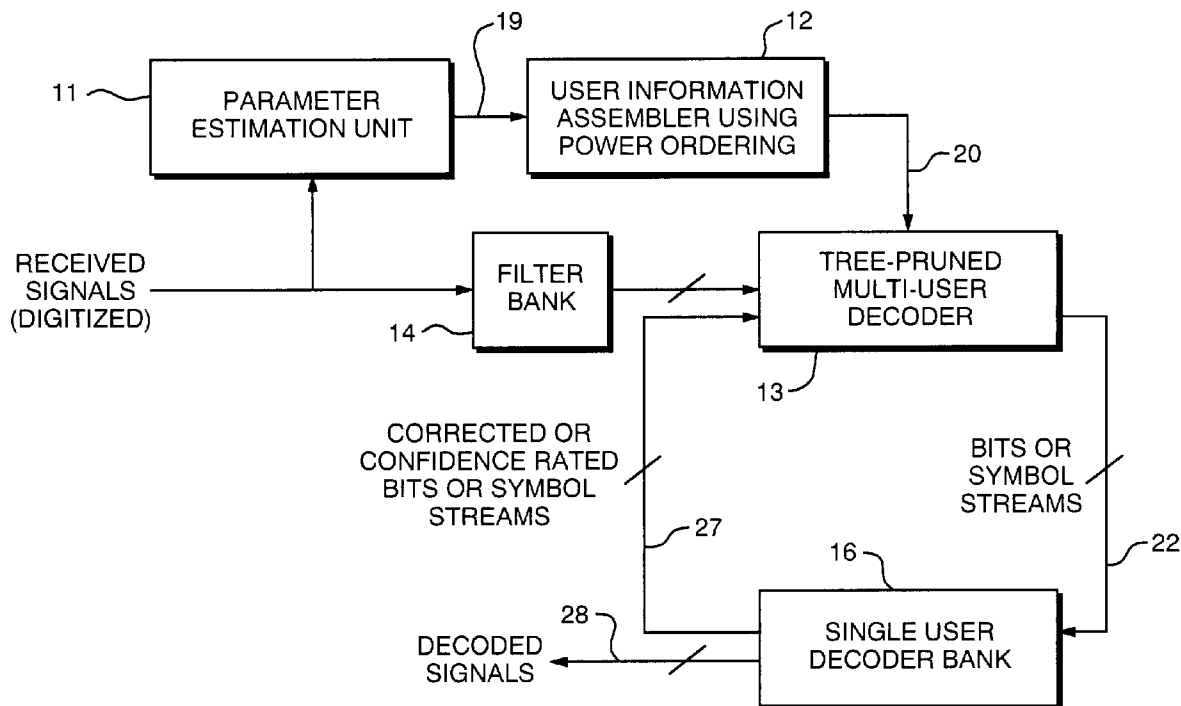 19
12
11
PARAMETER
ESTIMATION UNIT
USER INFORMATION
ASSEMBLER USING
POWER ORDERING
20
RECEIVED
SIGNALS
(DIGITIZED)
FILTER
BANK
14
TREE-PRUNED
MULTI-USER
DECODER
13
CORRECTED OR
CONFIDENCE RATED
BITS OR SYMBOL
STREAMS
BITS OR
SYMBOL
STREAMS
27
16
22
28
DECODED
SIGNALS
SINGLE USER
DECODER BANK